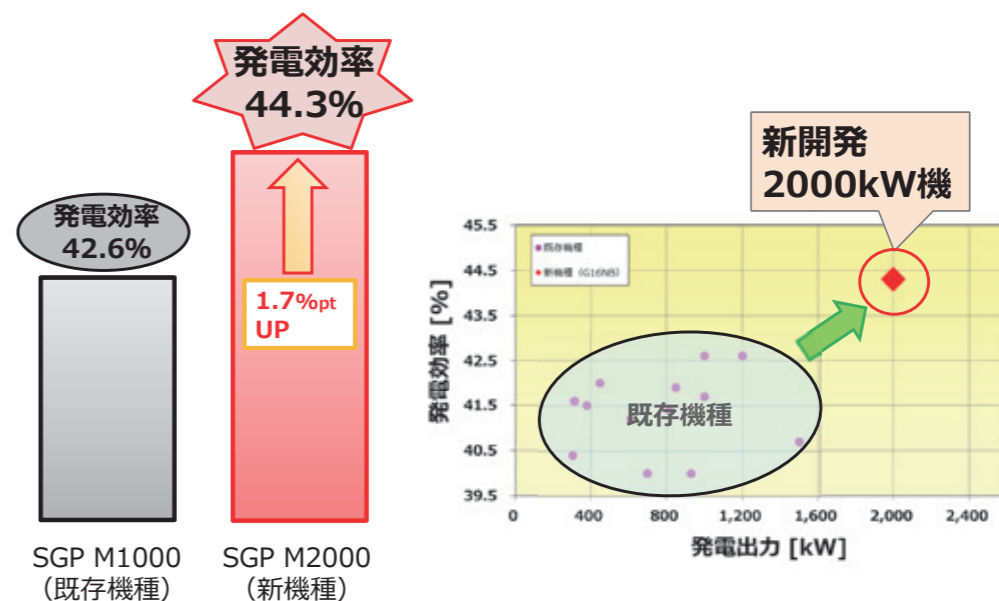 発電効率
44.3%
発電効率
42.6%
1.7%pt
UP
SGP M1000
（既存機種）
SGP M2000
（新機種）
新開発
2000kW機
45.5
44.5
43.5
42.5
41.5
40.5
39.5
発電効率 [%]
既存機種
新機種（G16NB）
既存機種
0
400
800
1,200
1,600
2,000
2,400
発電出力 [kW]